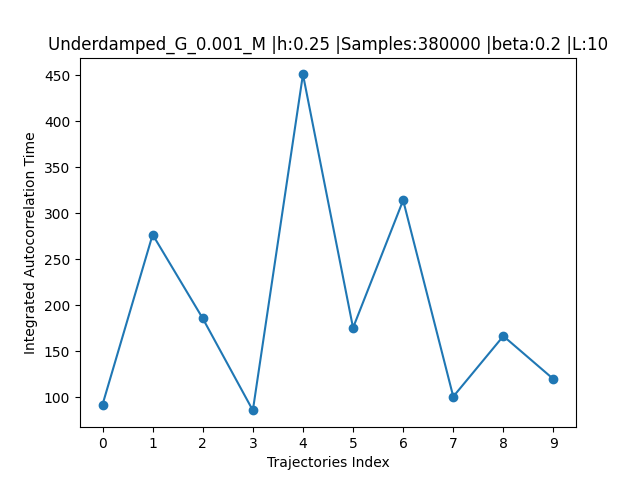 Underdamped_G_0.001_M |h:0.25 |Samples:380000 |beta:0.2 |L:10
450
400
350
300
250
200
150
100
Integrated Autocorrelation Time
0 1 2 3 4 5 6 7 8 9
Trajectories Index